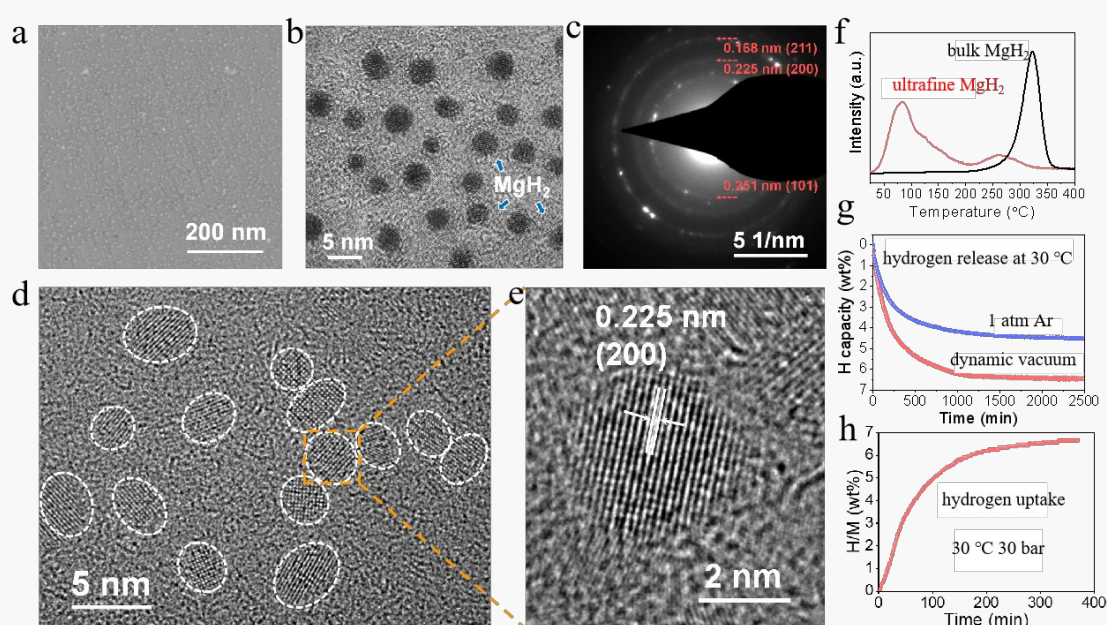 a
200 nm
b
MgH₂
5 nm
c
0.168 nm (211)
0.225 nm (200)
0.251 nm (101)
5 1/nm
d
5 nm
e
0.225 nm
(200)
2 nm
f
bulk MgH₂
ultrafine MgH₂
Intensity (a.u.)
50 100 150 200 250 300 350 400
Temperature (°C)
g
hydrogen release at 30 °C
1 atm Ar
dynamic vacuum
H capacity (wt%)
0
1
2
3
4
5
6
7
0 500 1000 1500 2000 2500
Time (min)
h
hydrogen uptake
30 °C 30 bar
H/M (wt%)
7
6
5
4
3
2
1
0
0 100 200 300 400
Time (min)